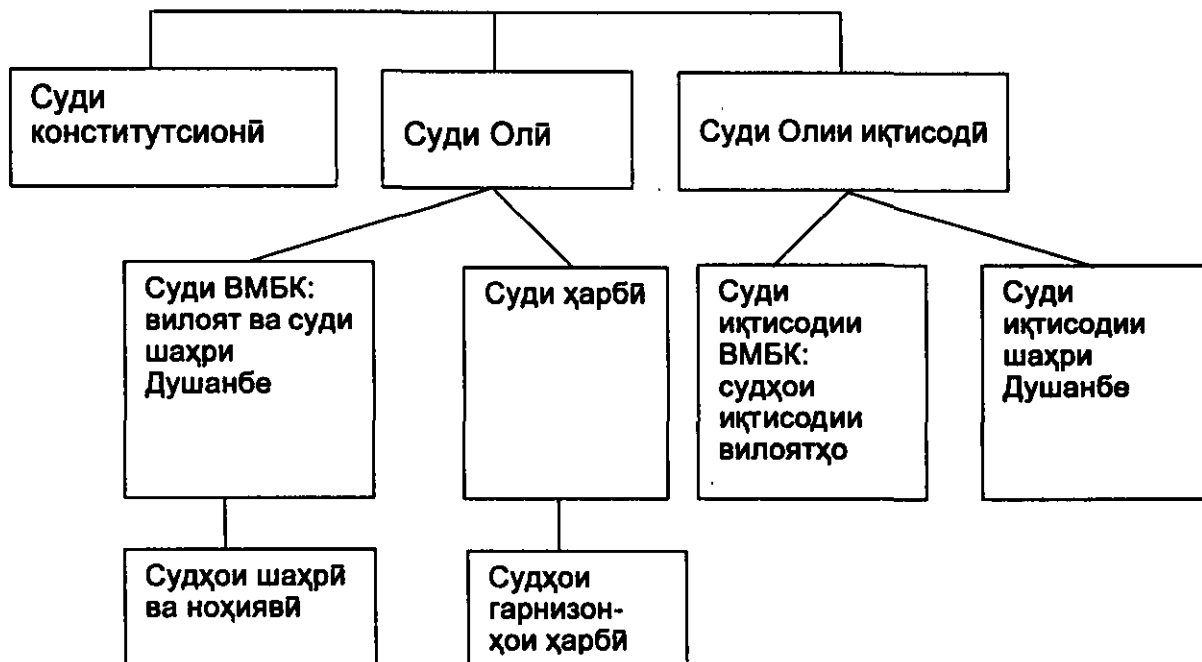 Суди
конститутсионӣ
Суди Олӣ
Суди Олии иқтисодӣ
Суди ВМБК:
вилоят ва суди
шаҳри
Душанбе
Суди ҳарбӣ
Суди
иқтисодии
ВМБК:
судҳои
иқтисодии
вилоятҳо
Суди
иқтисодии
шаҳри
Душанбе
Судҳои шаҳрӣ
ва ноҳиявӣ
Судҳои
гарнизон-
ҳои ҳарбӣ